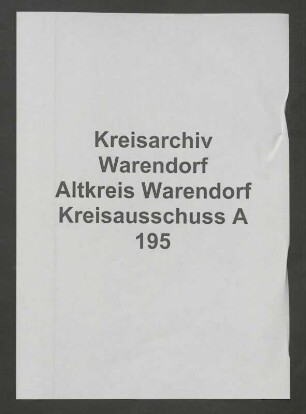 Kreisarchiv
Warendorf
Altkreis Warendorf
Kreisausschuss A
195